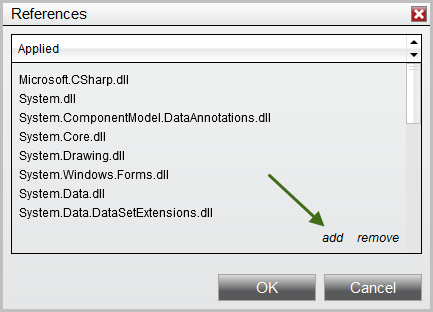 References
Applied
Microsoft.CSharp.dll
System.dll
System.ComponentModel.DataAnnotations.dll
System.Core.dll
System.Drawing.dll
System.Windows.Forms.dll
System.Data.dll
System.Data.DataSetExtensions.dll
add remove
OK Cancel